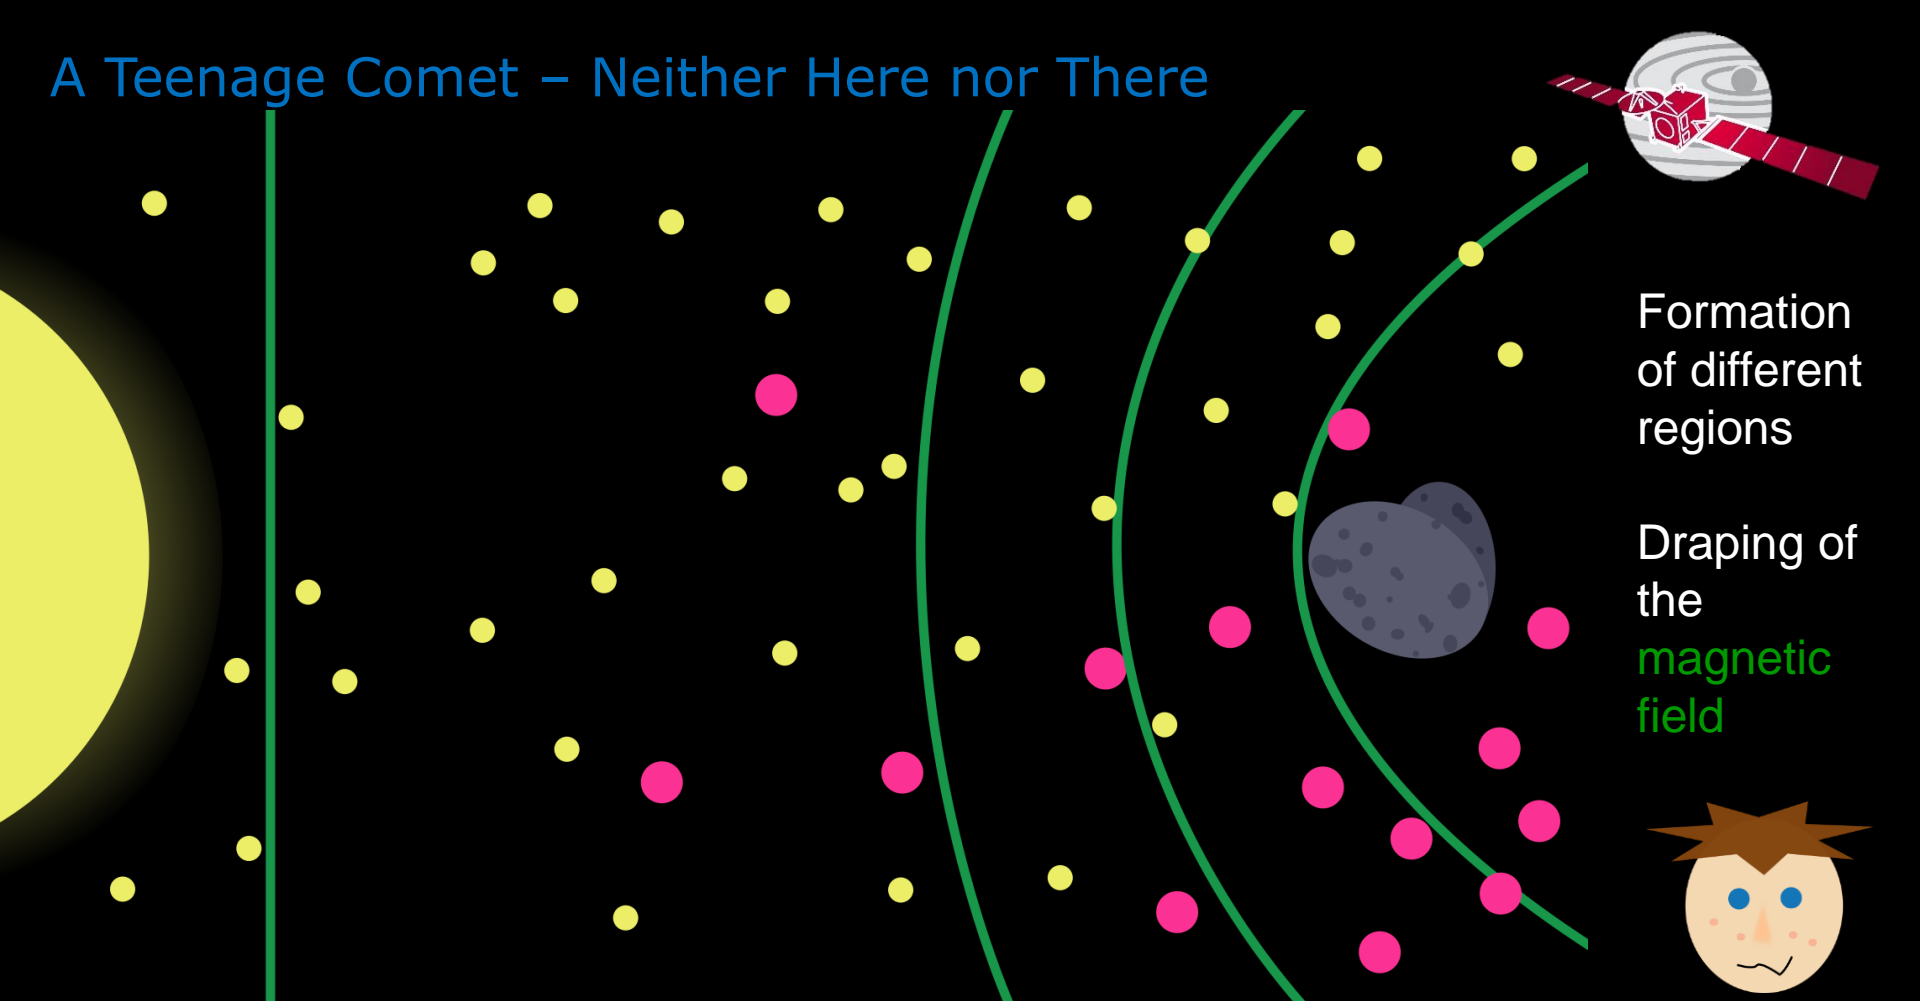 A Teenage Comet – Neither Here nor There
Formation
of different
regions
Draping of
the
magnetic
field